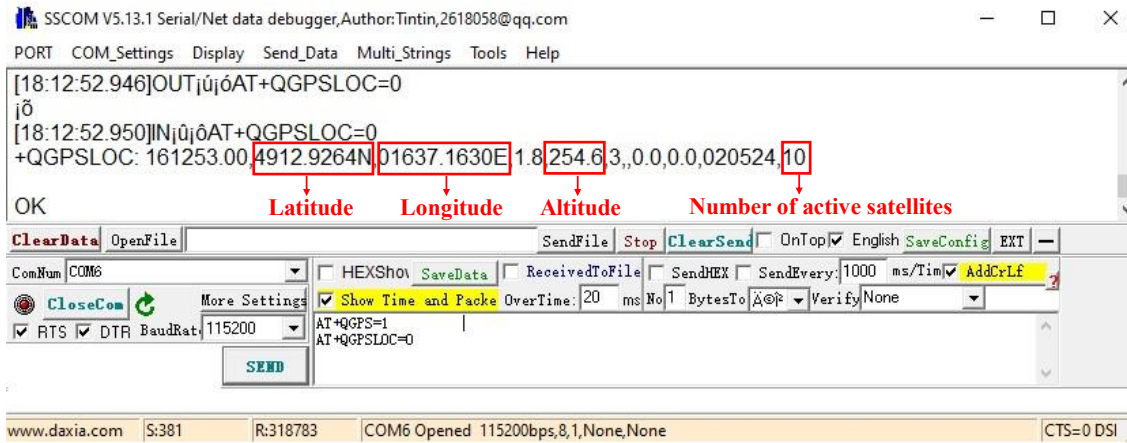 SSCOM V5.13.1 Serial/Net data debugger,Author:Tintin,2618058@qq.com
PORT COM_Settings Display Send_Data Multi_Strings Tools Help
[18:12:52.946]OUT¡ú¡óAT+QGPSLOC=0
¡õ
[18:12:52.950]IN¡û¡ôAT+QGPSLOC=0
+QGPSLOC: 161253.00,4912.9264N,01637.1630E,1.8,254.6,3,,0.0,0.0,020524,10
OK
Latitude Longitude Altitude Number of active satellites
ClearData OpenFile SendFile Stop ClearSend OnTop English SaveConfig EXT —
ComNum COM6 HEXShow SaveData ReceivedToFile SendHEX SendEvery: 1000 ms/Tim AddCrLf
CloseCom More Settings Show Time and Packe OverTime: 20 ms No 1 BytesTo Verify None
RTS DTR BaudRat: 115200
AT+QGPS=1
AT+QGPSLOC=0
SEND
www.daxia.com S:381 R:318783 COM6 Opened 115200bps,8,1,None,None CTS=0 DSI